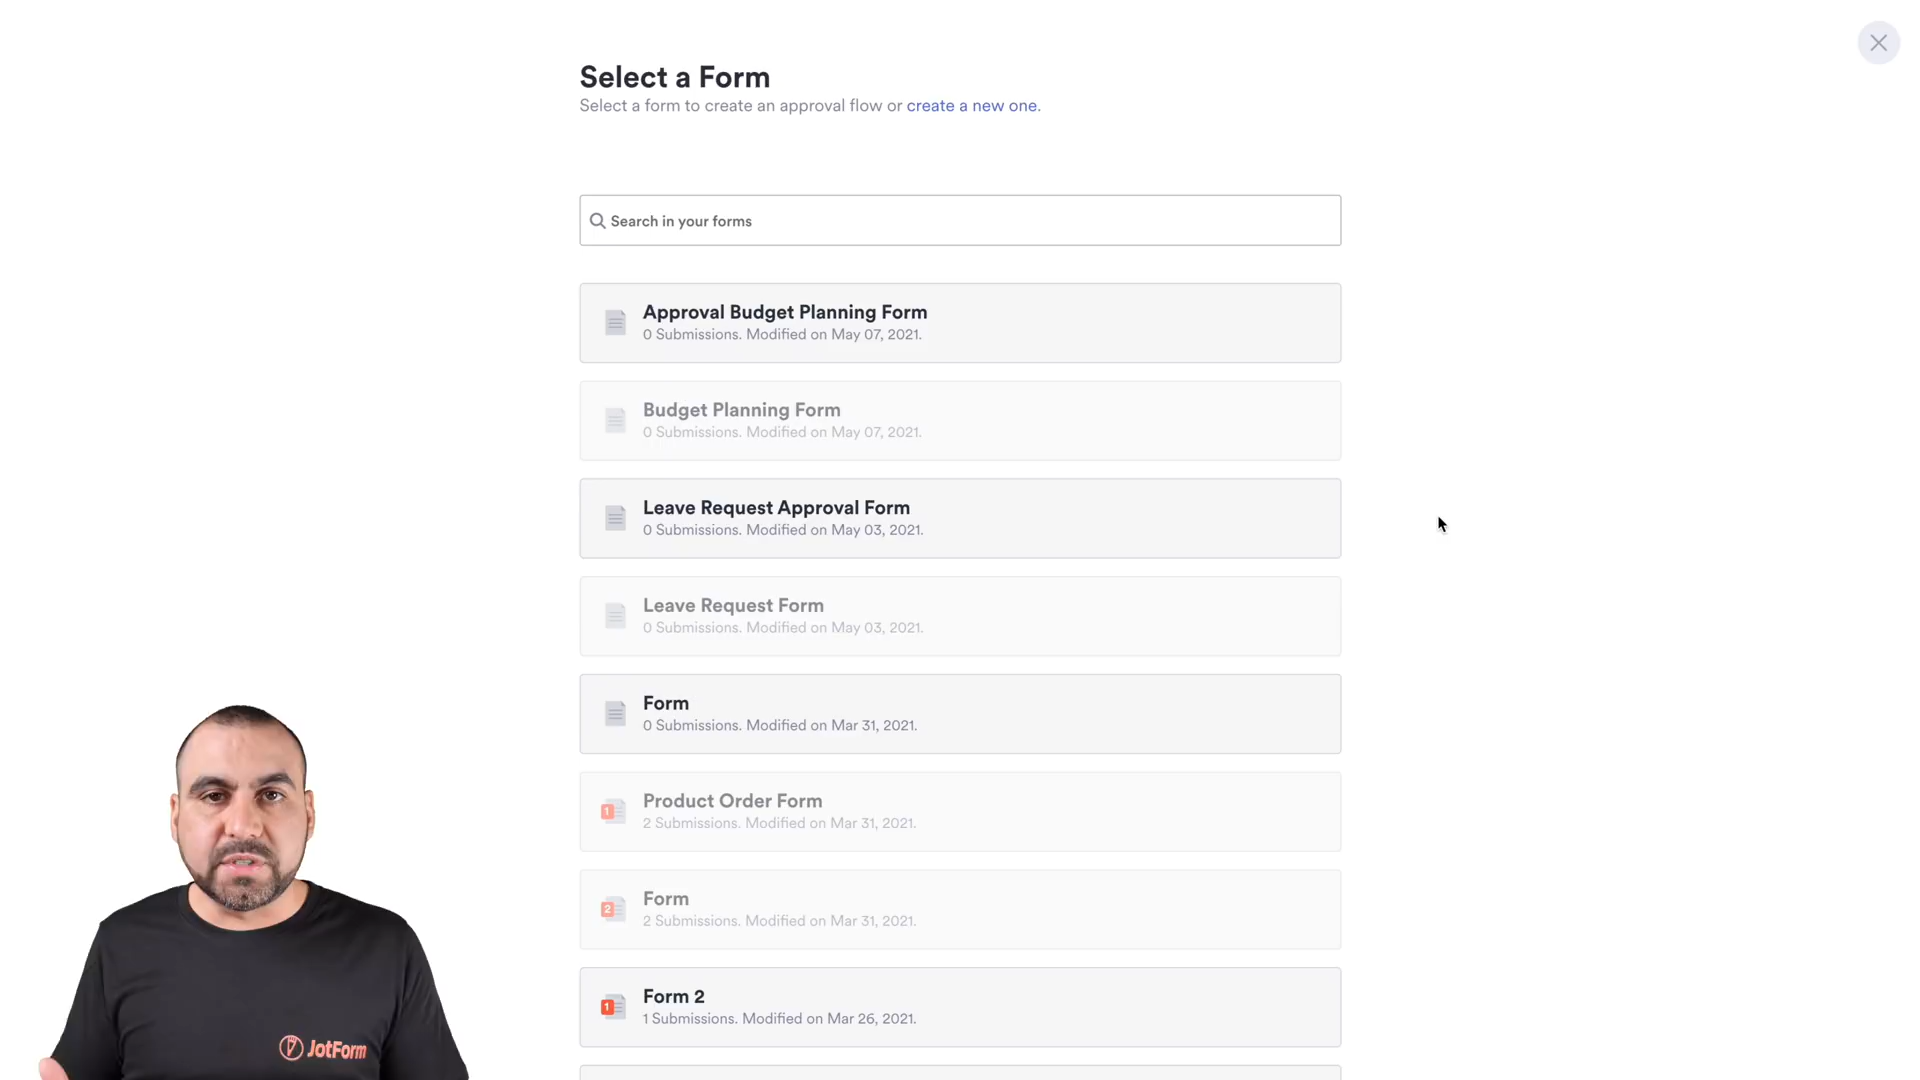 Select a Form
Select a form to create an approval flow or create a new one.
Search in your forms
Approval Budget Planning Form
0 Submissions. Modified on May 07, 2021.
Budget Planning Form
0 Submissions. Modified on May 07, 2021.
Leave Request Approval Form
0 Submissions. Modified on May 03, 2021.
Leave Request Form
0 Submissions. Modified on May 03, 2021.
Form
0 Submissions. Modified on Mar 31, 2021.
1
Product Order Form
2 Submissions. Modified on Mar 31, 2021.
2
Form
2 Submissions. Modified on Mar 31, 2021.
1
Form 2
1 Submissions. Modified on Mar 26, 2021.
JotForm